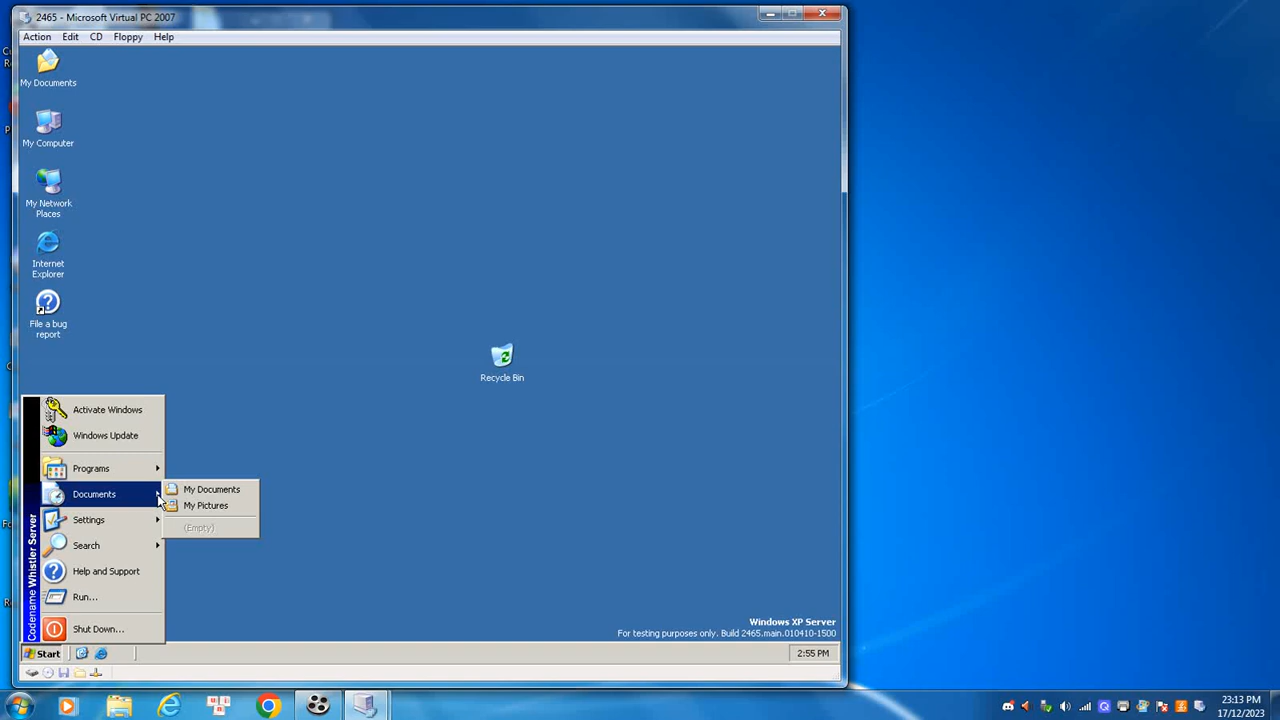 2465 - Microsoft Virtual PC 2007
Action Edit CD Floppy Help
My Documents
My Computer
My Network
Places
Internet
Explorer
File a bug
report
Recycle Bin
Activate Windows
Windows Update
Programs
Documents
Settings
Search
Help and Support
Run...
Shut Down...
Codename Whistler Server
My Documents
My Pictures
(Empty)
Windows XP Server
For testing purposes only. Build 2465.main.010410-1500
Start
2:55 PM
23:13 PM
17/12/2023